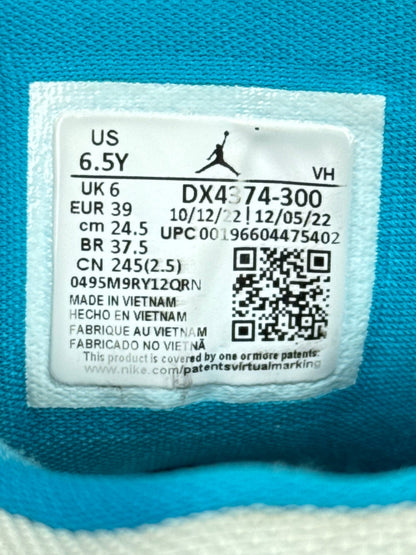 US
6.5Y
VH
UK 6
DX4374-300
EUR 39
10/12/22 | 12/05/22
cm 24.5
UPC 00196604475402
BR 37.5
CN 245(2.5)
0495M9RY12QRN
MADE IN VIETNAM
HECHO EN VIETNAM
FABRIQUE AU VIETNAM
FABRICADO NO VIETNÃ
This product is covered by one or more patents:
www.nike.com/patentsvirtualmarking